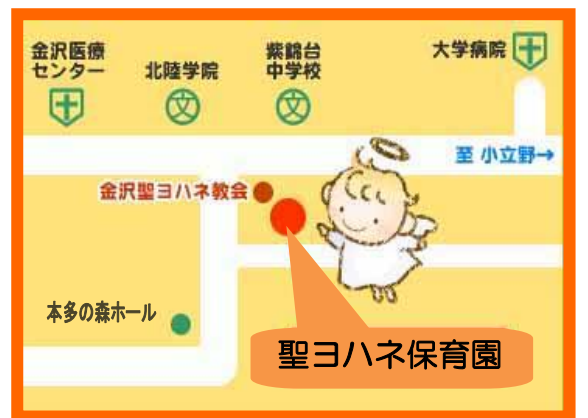 金沢医療
センター
北陸学院
文
紫錦台
中学校
文
大学病院
至 小立野→
金沢聖ヨハネ教会
本多の森ホール
聖ヨハネ保育園